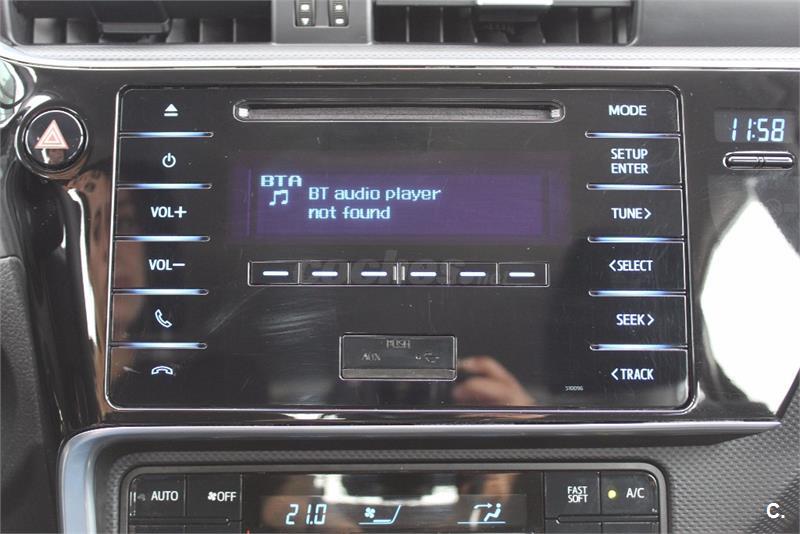 MODE
11:58
SETUP
ENTER
BTA
BT audio player
not found
VOL+
TUNE>
VOL-
<SELECT
SEEK>
PUSH
AUX
<TRACK
510096
AUTO
OFF
21.0
FAST
SOFT
A/C
C.